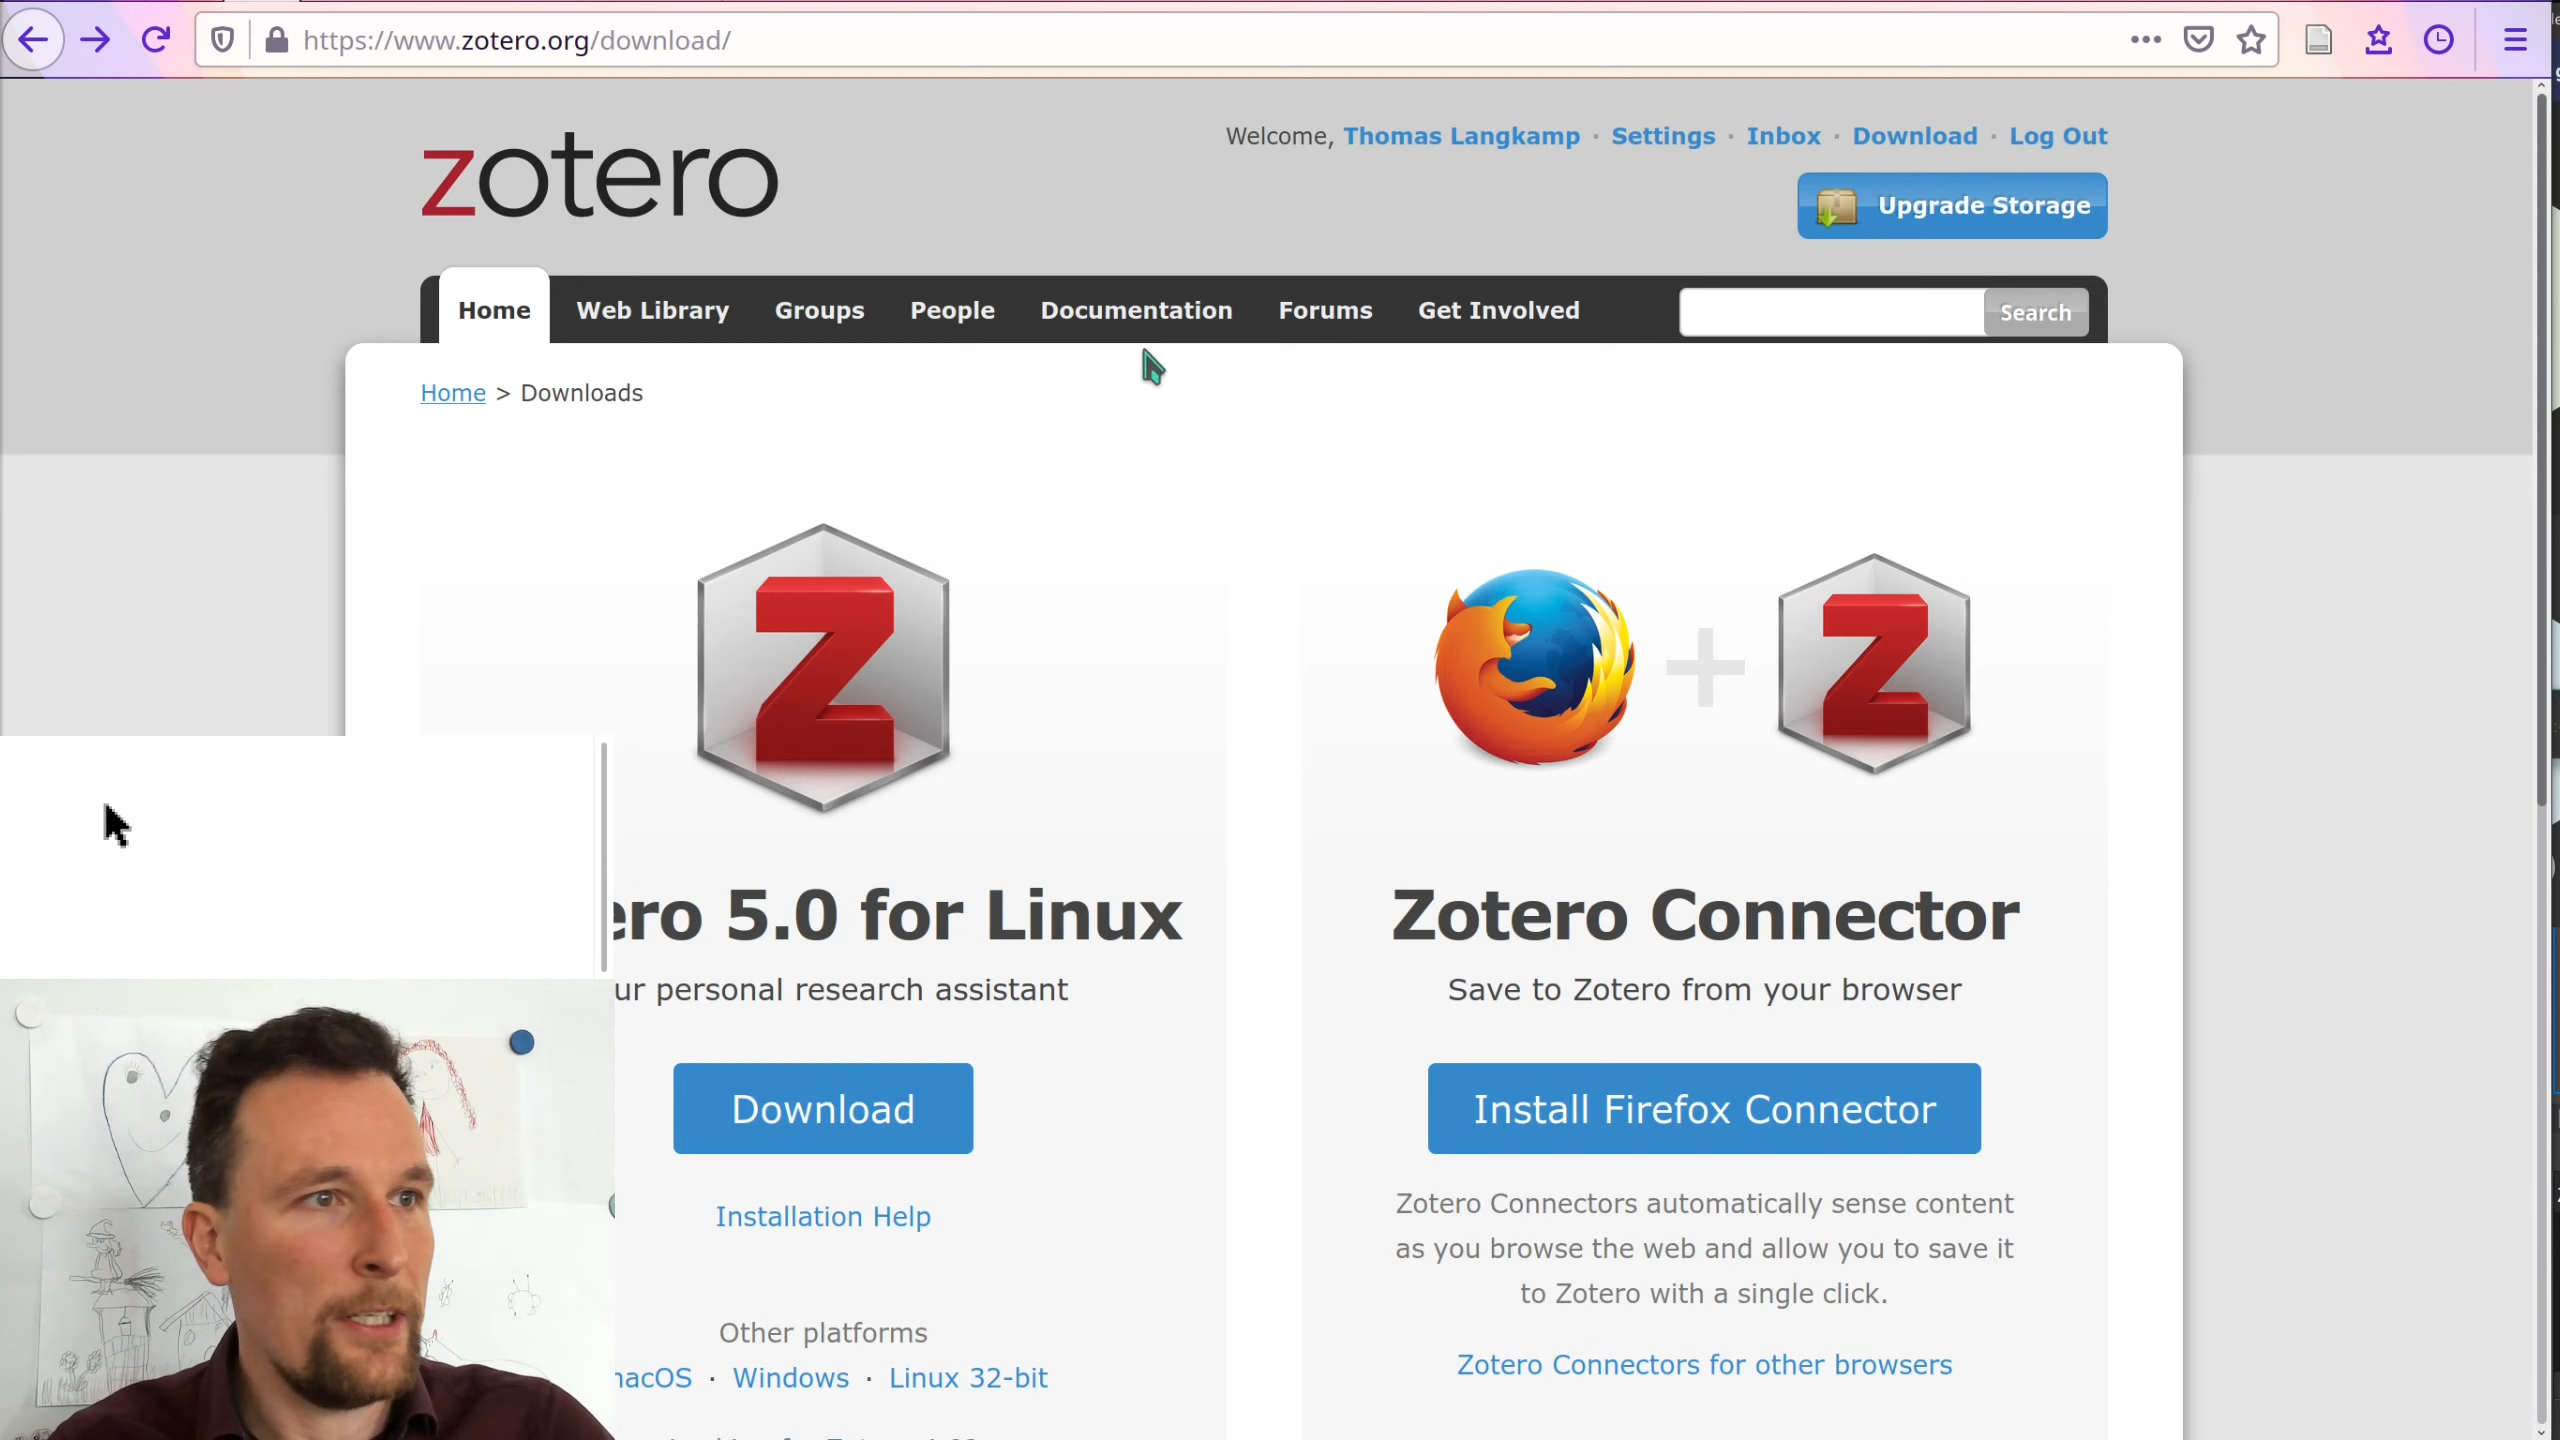 https://www.zotero.org/download/
zotero
Welcome, Thomas Langkamp · Settings · Inbox · Download · Log Out
Upgrade Storage
Home Web Library Groups People Documentation Forums Get Involved Search
Home > Downloads
Z
Z
ero 5.0 for Linux
ur personal research assistant
Download
Installation Help
Other platforms
acOS · Windows · Linux 32-bit
Zotero Connector
Save to Zotero from your browser
Install Firefox Connector
Zotero Connectors automatically sense content
as you browse the web and allow you to save it
to Zotero with a single click.
Zotero Connectors for other browsers